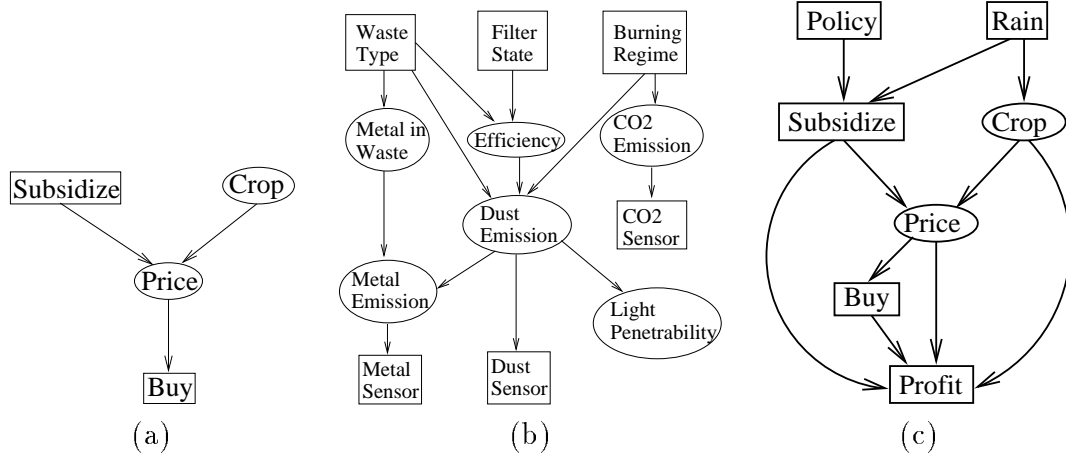 Subsidize
Crop
Price
Buy
(a)
Waste
Type
Filter
State
Burning
Regime
Metal in
Waste
Efficiency
CO2
Emission
Dust
Emission
CO2
Sensor
Metal
Emission
Light
Penetrability
Metal
Sensor
Dust
Sensor
(b)
Policy
Rain
Subsidize
Crop
Price
Buy
Profit
(c)